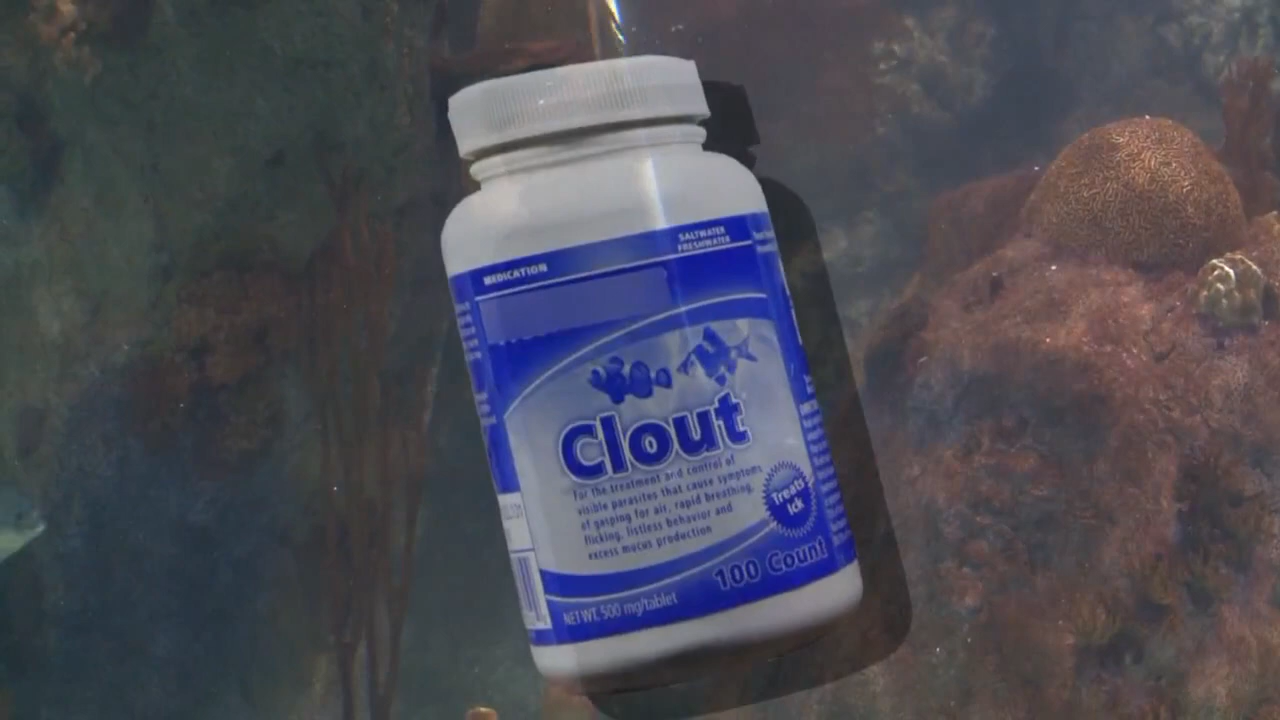 MEDICATION
SALTWATER
FRESHWATER
Clout
For the treatment and control of
visible parasites that cause symptoms
of gasping for air, rapid breathing,
flicking, listless behavior and
excess mucus production
Treats
Ick
100 Count
NET WT. 500 mg/tablet